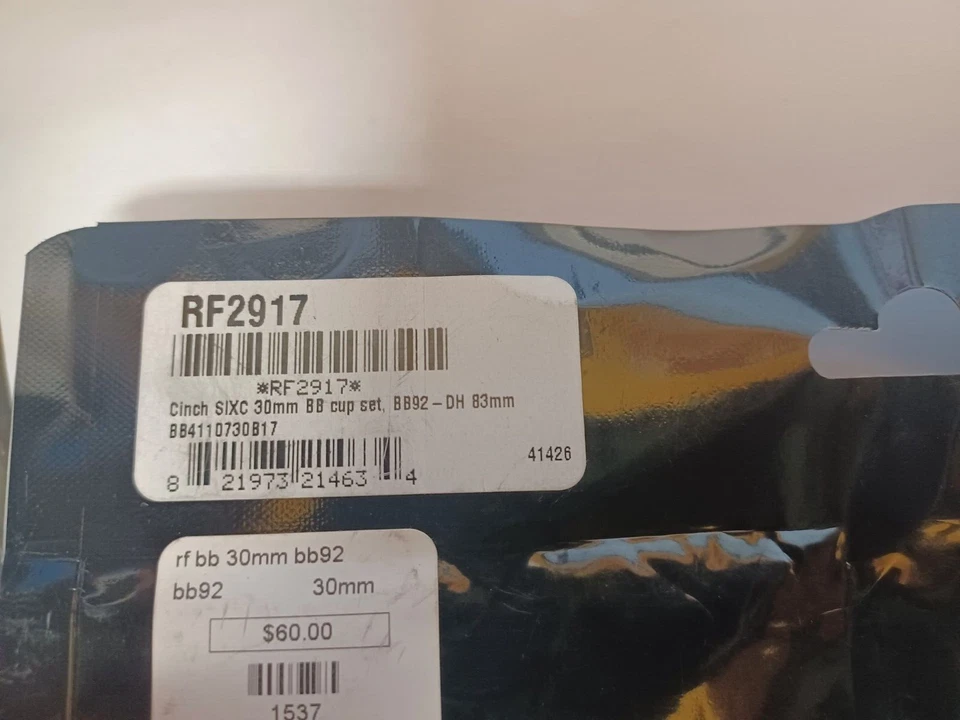 RF2917
*RF2917*
Cinch SIXC 30mm BB cup set, BB92-DH 83mm
BB4110730B17
41426
8 21973 21463 4
rf bb 30mm bb92
bb92 30mm
$60.00
1537